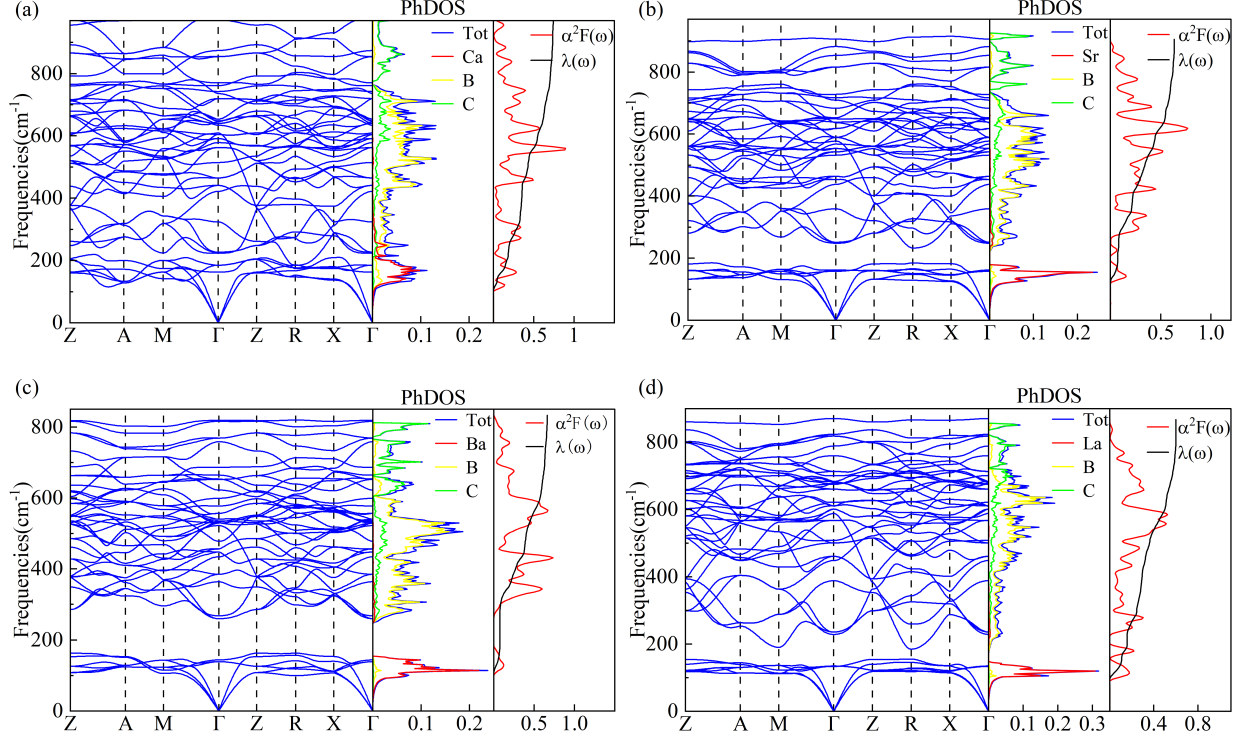 (a)
PhDOS
Frequencies(cm⁻¹)
800
600
400
200
0
Tot
Ca
B
C
α²F(ω)
λ(ω)
Z A M Γ Z R X Γ 0.1 0.2 0.5 1.0
(b)
PhDOS
Frequencies(cm⁻¹)
800
600
400
200
0
Tot
Sr
B
C
α²F(ω)
λ(ω)
Z A M Γ Z R X Γ 0.1 0.2 0.5 1.0
(c)
PhDOS
Frequencies(cm⁻¹)
800
600
400
200
0
Tot
Ba
B
C
α²F(ω)
λ(ω)
Z A M Γ Z R X Γ 0.1 0.2 0.5 1.0
(d)
PhDOS
Frequencies(cm⁻¹)
800
600
400
200
0
Tot
La
B
C
α²F(ω)
λ(ω)
Z A M Γ Z R X Γ 0.1 0.2 0.3 0.4 0.8